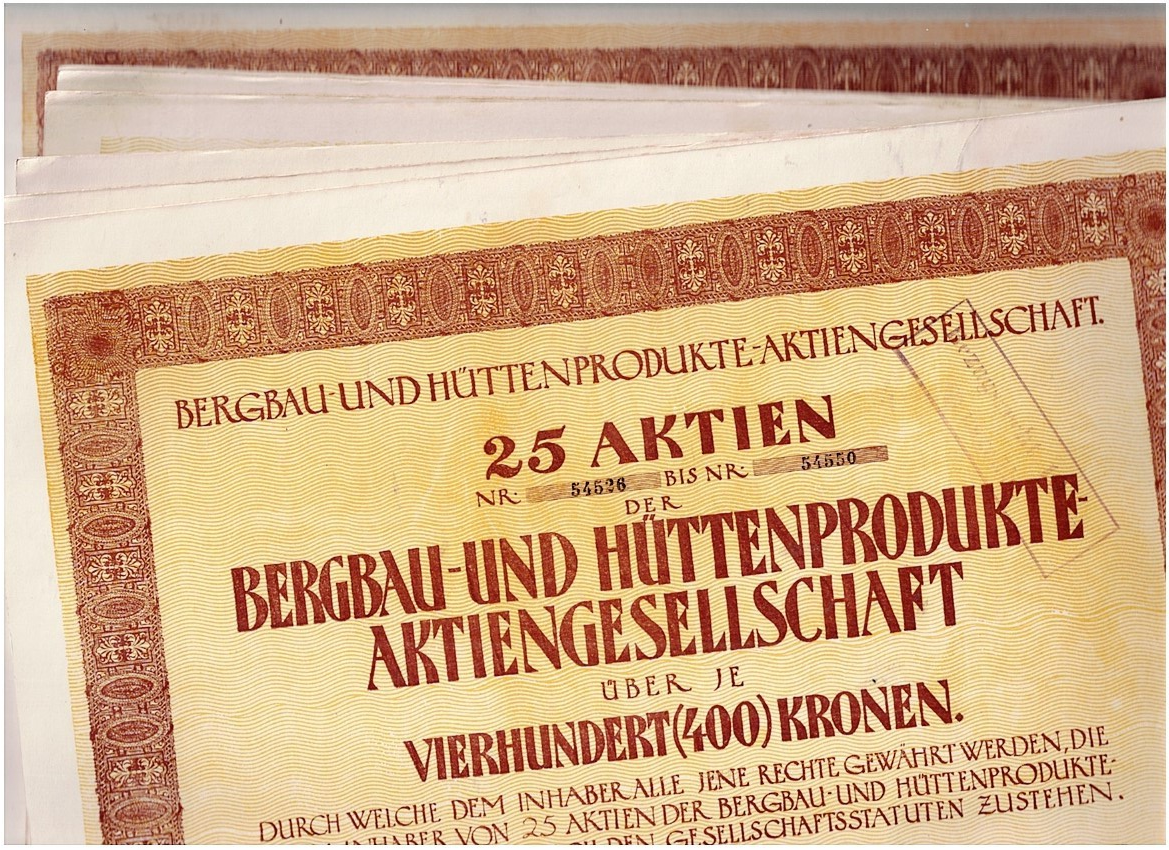 BERGBAU-UND HÜTTENPRODUKTE-AKTIENGESELLSCHAFT.
25 AKTIEN
NR. 54526 BIS NR. 54550
DER
BERGBAU-UND HÜTTENPRODUKTE-
AKTIENGESELLSCHAFT
ÜBER JE
VIERHUNDERT (400) KRONEN.
DURCH WELCHE DEM INHABER ALLE JENE RECHTE GEWÄHRT WERDEN, DIE
INHABER VON 25 AKTIEN DER BERGBAU-UND HÜTTENPRODUKTE-
DEN GESELLSCHAFTSSTATUTEN ZUSTEHEN.